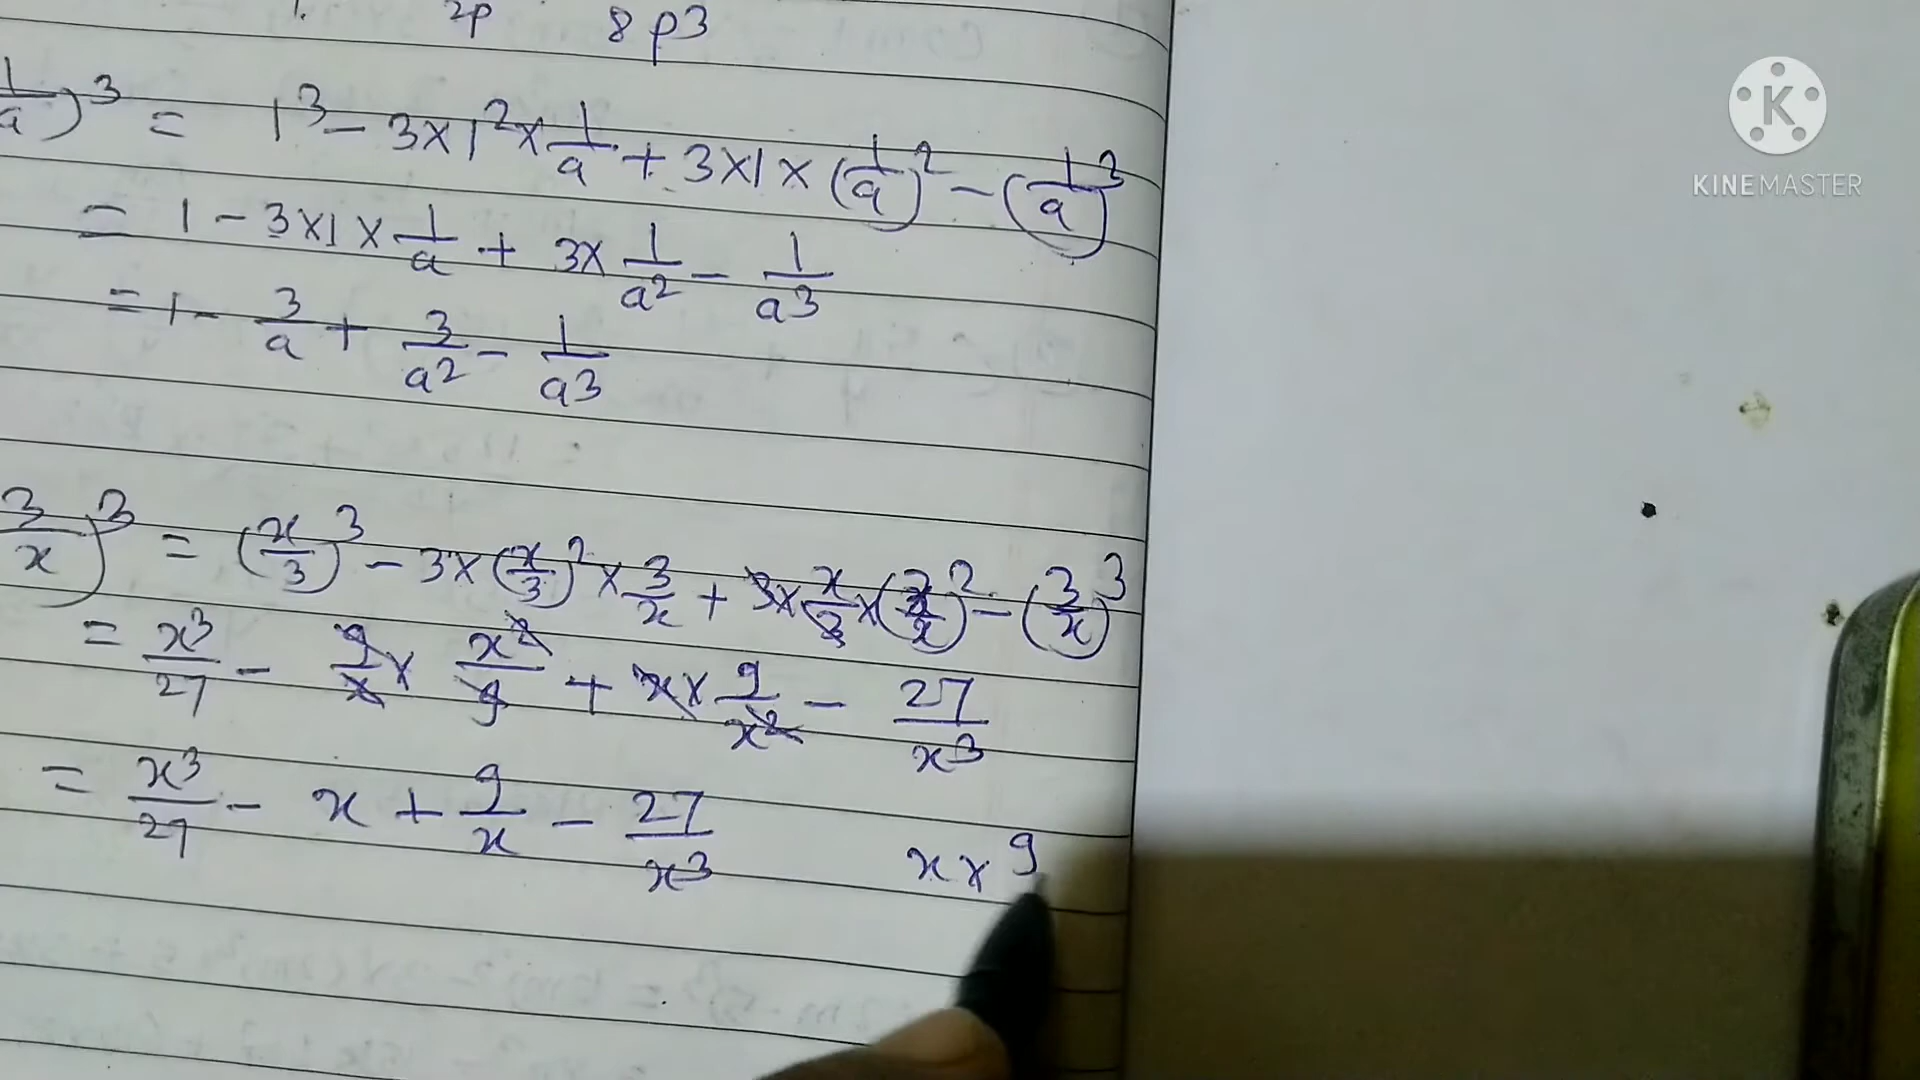 1. 2p 8p3
1/a)³ = 1³ - 3×1²×1/a + 3×1×(1/a)² - (1/a)³
= 1 - 3×1×1/a + 3×1/a2 - 1/a3
= 1 - 3/a + 3/a2 - 1/a3
3/x)³ = (x/3)³ - 3×(x/3)²×3/x + 3×x/3×(3/x)² - (3/x)³
= x³/27 - 9/x × x²/9 + x×9/x² - 27/x³
= x³/27 - x + 9/x - 27/x³
x×9
KINEMASTER